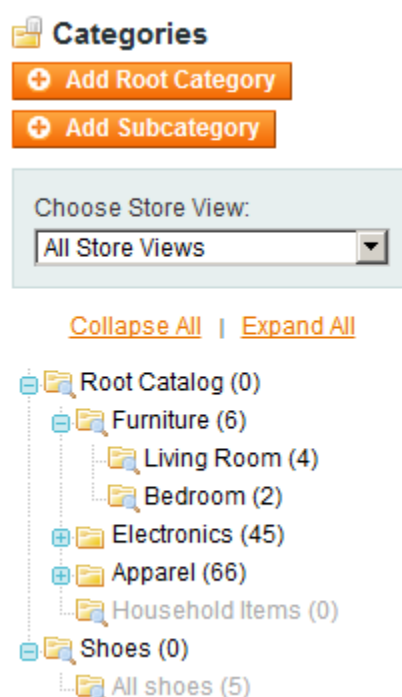 Categories
Add Root Category
Add Subcategory
Choose Store View:
All Store Views
Collapse All | Expand All
Root Catalog (0)
Furniture (6)
Living Room (4)
Bedroom (2)
Electronics (45)
Apparel (66)
Household Items (0)
Shoes (0)
All shoes (5)